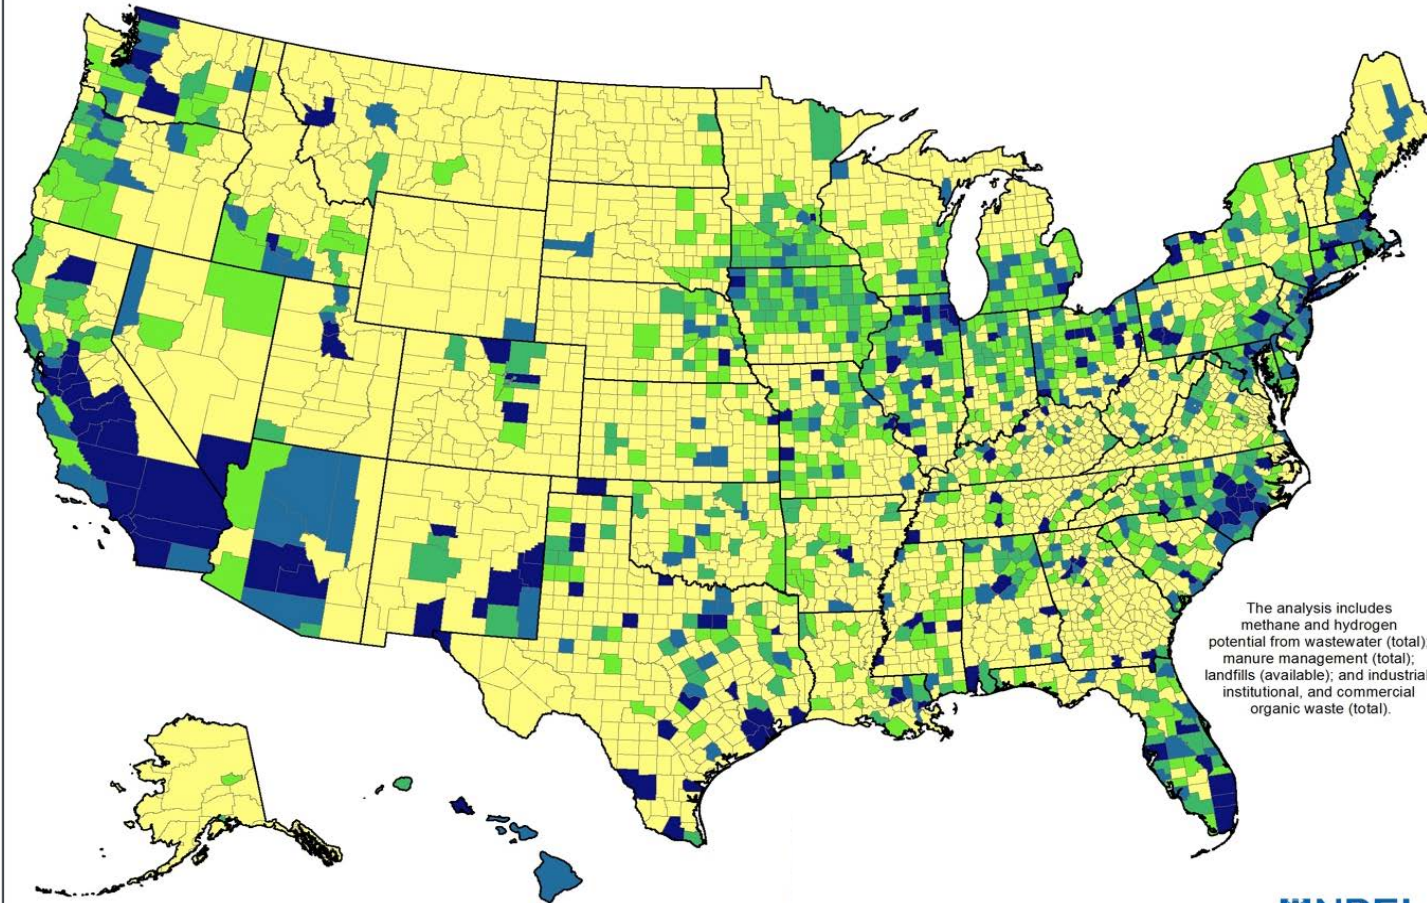 The analysis includes
methane and hydrogen
potential from wastewater (total)
manure management (total);
landfills (available); and industrial
institutional, and commercial
organic waste (total).